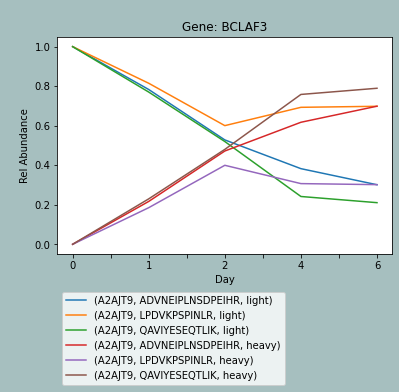 Gene: BCLAF3
1.0
0.8
0.6
0.4
0.2
0.0
Rel Abundance
0 1 2 4 6
Day
(A2AJT9, ADVNEIPLNSDPEIHR, light)
(A2AJT9, LPDVKPSPINLR, light)
(A2AJT9, QAVIYESEQTLIK, light)
(A2AJT9, ADVNEIPLNSDPEIHR, heavy)
(A2AJT9, LPDVKPSPINLR, heavy)
(A2AJT9, QAVIYESEQTLIK, heavy)